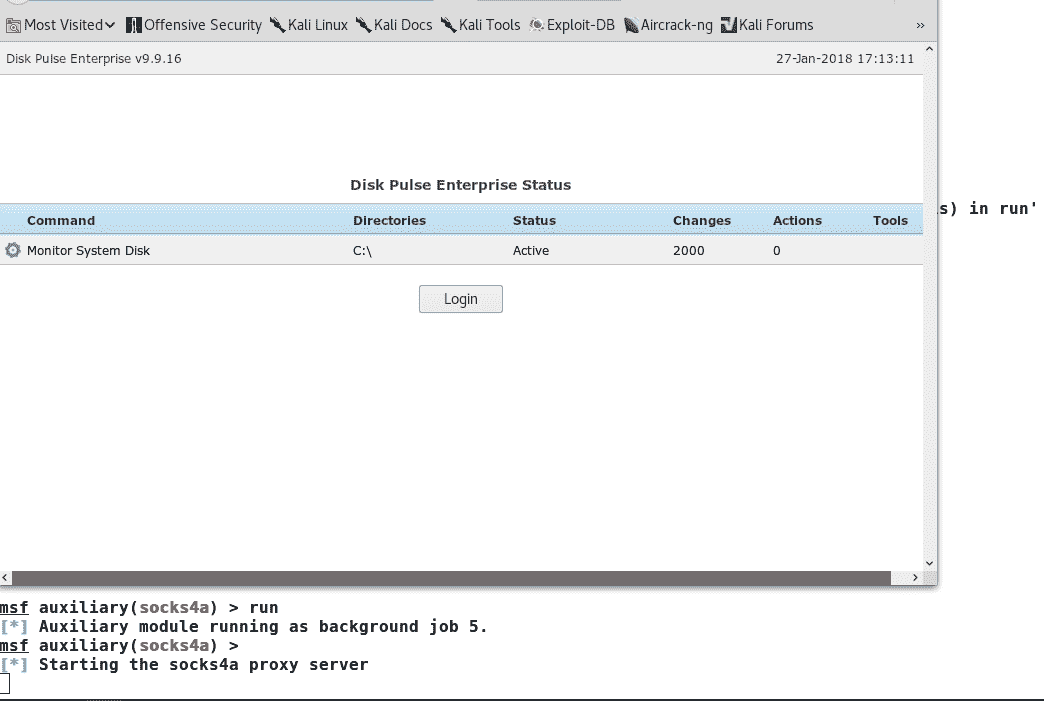 Most Visited Offensive Security Kali Linux Kali Docs Kali Tools Exploit-DB Aircrack-ng Kali Forums »
Disk Pulse Enterprise v9.9.16 27-Jan-2018 17:13:11
Disk Pulse Enterprise Status
s) in run'
Command Directories Status Changes Actions Tools
Monitor System Disk C:\ Active 2000 0
Login
msf auxiliary(socks4a) > run
[*] Auxiliary module running as background job 5.
msf auxiliary(socks4a) >
[*] Starting the socks4a proxy server